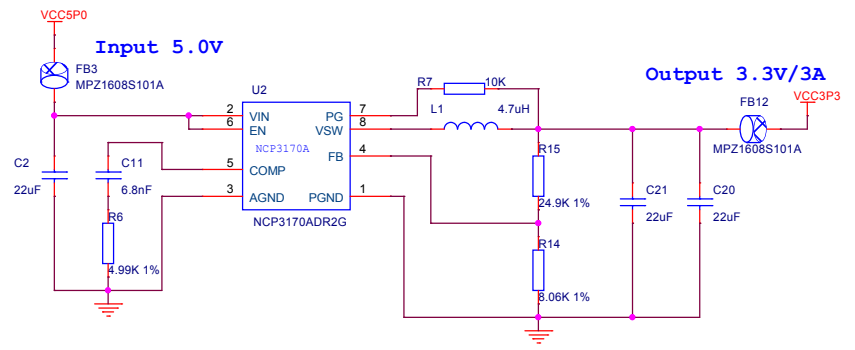 VCC5P0
Input 5.0V
FB3
MPZ1608S101A
Output 3.3V/3A
VCC3P3
FB12
MPZ1608S101A
U2
R7
10K
L1
4.7uH
2
VIN
PG
7
6
EN
VSW
8
NCP3170A
FB
4
5
COMP
3
AGND
PGND
1
NCP3170ADR2G
C2
22uF
C11
6.8nF
R6
4.99K 1%
R15
24.9K 1%
R14
8.06K 1%
C21
22uF
C20
22uF